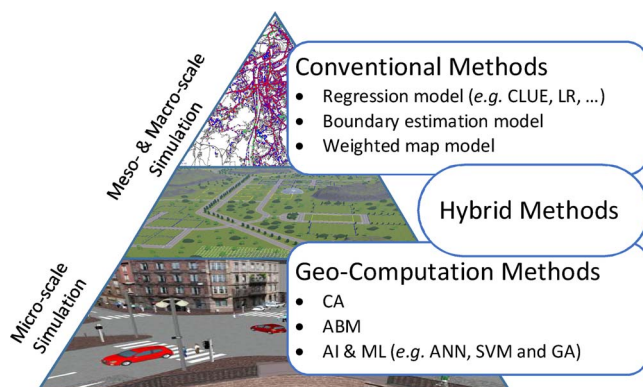 Meso- & Macro-scale
Simulation
Conventional Methods
• Regression model (e.g. CLUE, LR, …)
• Boundary estimation model
• Weighted map model
Hybrid Methods
Micro-scale
Simulation
Geo-Computation Methods
• CA
• ABM
• AI & ML (e.g. ANN, SVM and GA)